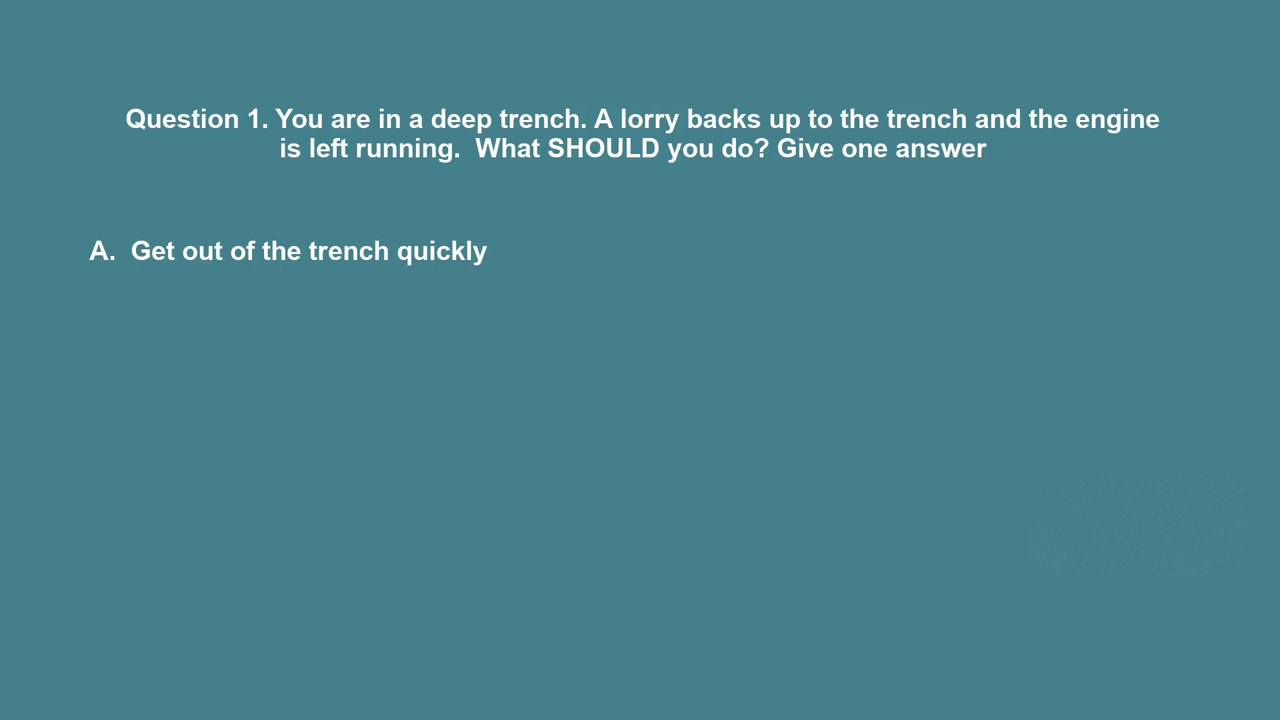 Question 1. You are in a deep trench. A lorry backs up to the trench and the engine
is left running.  What SHOULD you do? Give one answer
A.  Get out of the trench quickly